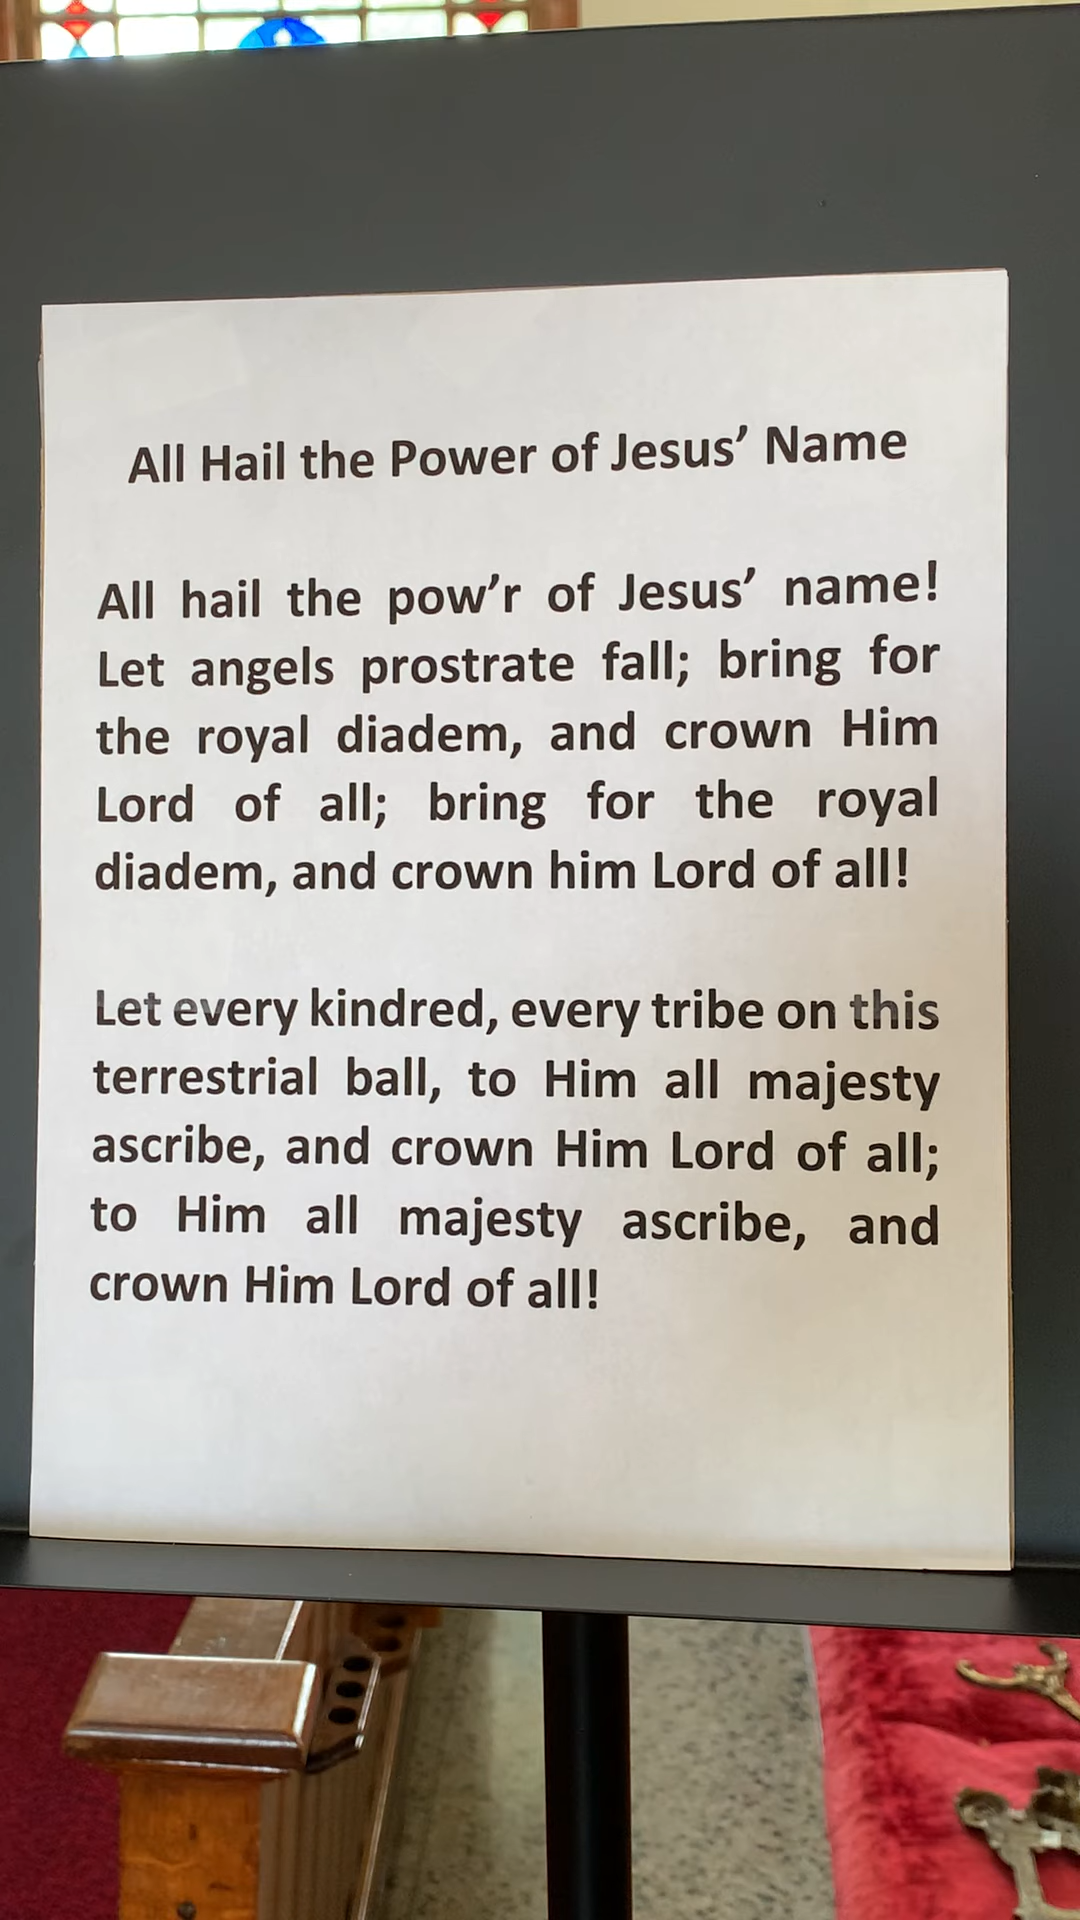 All Hail the Power of Jesus’ Name
All hail the pow’r of Jesus’ name!
Let angels prostrate fall; bring for
the royal diadem, and crown Him
Lord of all; bring for the royal
diadem, and crown him Lord of all!
Let every kindred, every tribe on this
terrestrial ball, to Him all majesty
ascribe, and crown Him Lord of all;
to Him all majesty ascribe, and
crown Him Lord of all!